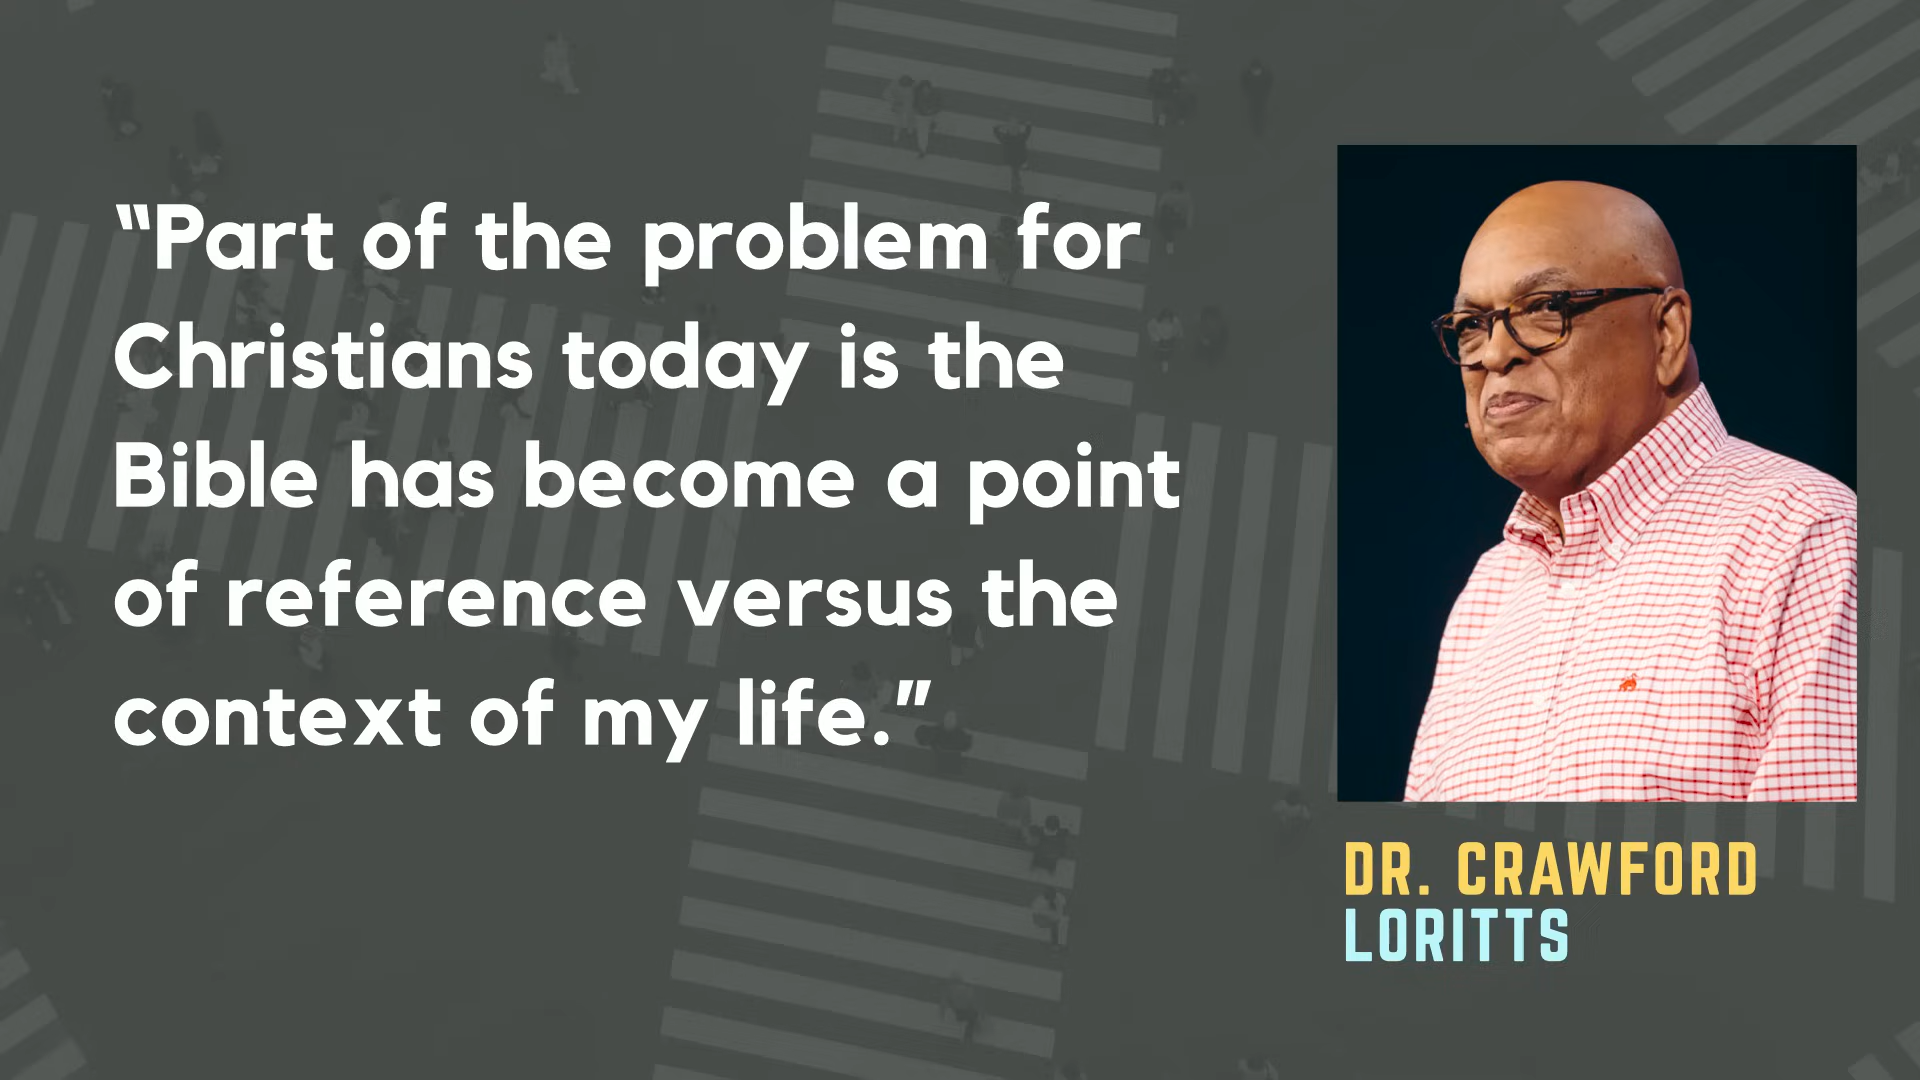 “Part of the problem for
Christians today is the
Bible has become a point
of reference versus the
context of my life.”
DR. CRAWFORD
LORITTS